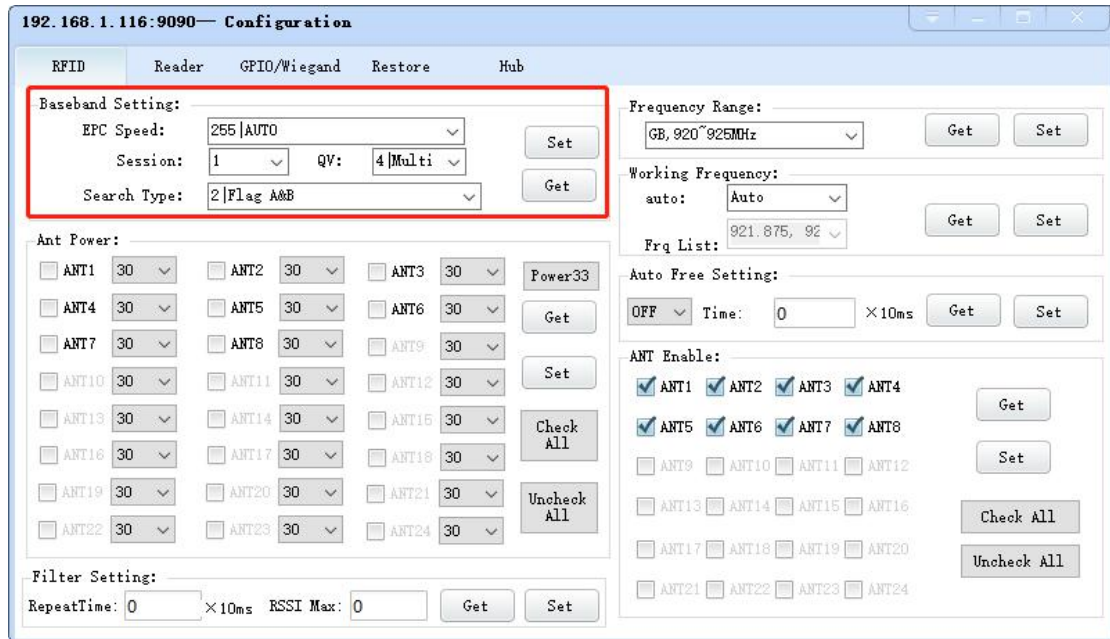 192.168.1.116:9090— Configuration
RFID Reader GPIO/Wiegand Restore Hub
Baseband Setting:
EPC Speed: 255|AUTO
Session: 1 QV: 4|Multi
Search Type: 2|Flag A&B
Set
Get
Ant Power:
ANT1 30 ANT2 30 ANT3 30
ANT4 30 ANT5 30 ANT6 30
ANT7 30 ANT8 30 ANT9 30
ANT10 30 ANT11 30 ANT12 30
ANT13 30 ANT14 30 ANT15 30
ANT16 30 ANT17 30 ANT18 30
ANT19 30 ANT20 30 ANT21 30
ANT22 30 ANT23 30 ANT24 30
Power33
Get
Set
Check
All
Uncheck
All
Filter Setting:
RepeatTime: 0 ×10ms RSSI Max: 0 Get Set
Frequency Range:
GB,920~925MHz Get Set
Working Frequency:
auto: Auto
Frq List: 921.875, 92
Get Set
Auto Free Setting:
OFF Time: 0 ×10ms Get Set
ANT Enable:
ANT1 ANT2 ANT3 ANT4
ANT5 ANT6 ANT7 ANT8
ANT9 ANT10 ANT11 ANT12
ANT13 ANT14 ANT15 ANT16
ANT17 ANT18 ANT19 ANT20
ANT21 ANT22 ANT23 ANT24
Get
Set
Check All
Uncheck All